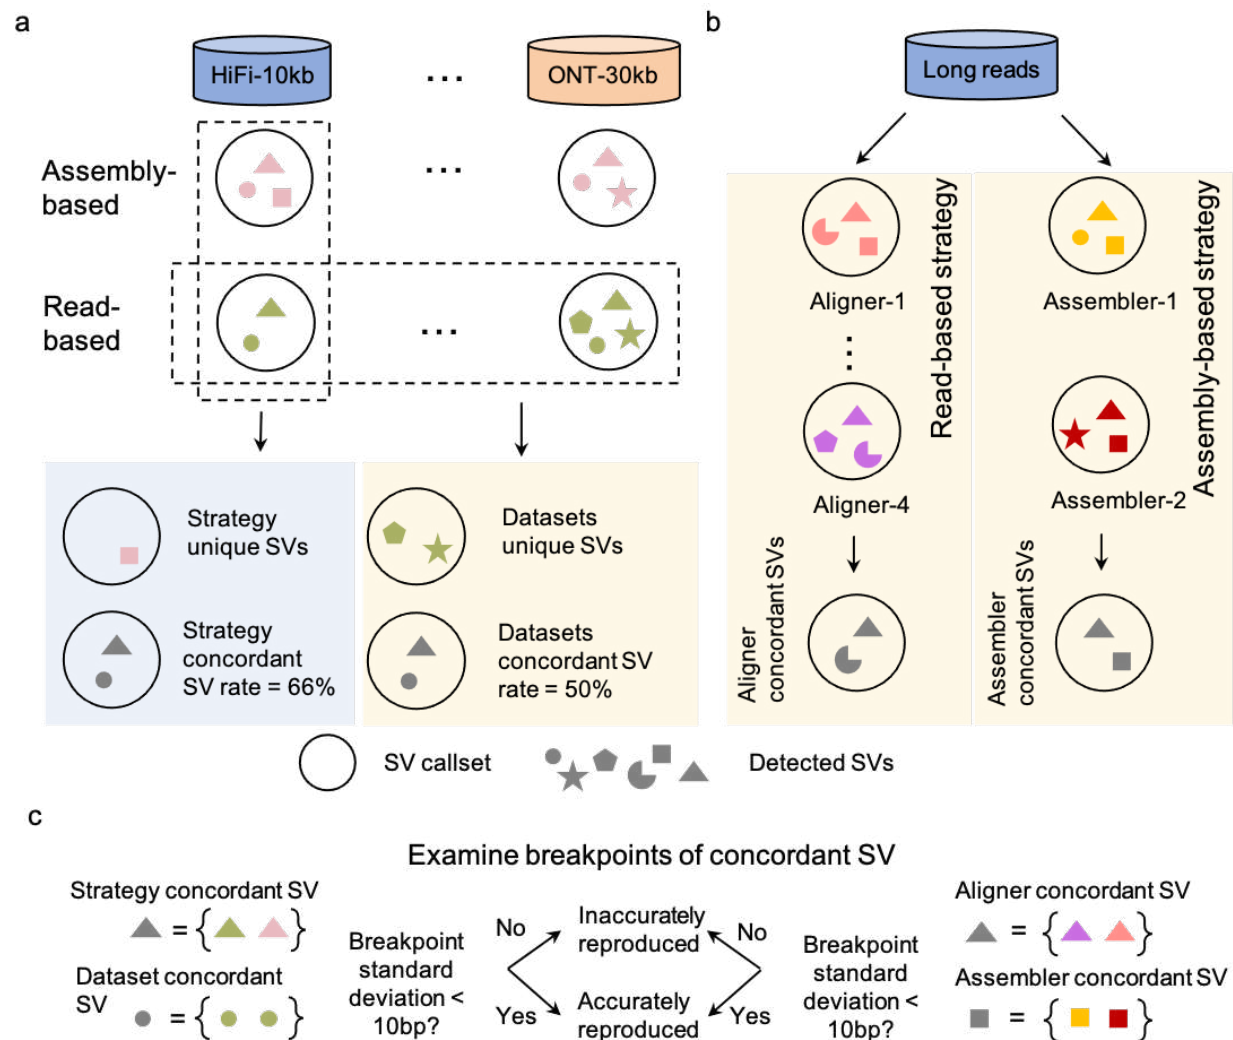 a
HiFi-10kb
...
ONT-30kb
Assembly-
based
...
Read-
based
...
Strategy
unique SVs
Datasets
unique SVs
Strategy
concordant
SV rate = 66%
Datasets
concordant SV
rate = 50%
b
Long reads
Aligner-1
Aligner-4
Read-based strategy
Assembler-1
Assembler-2
Assembly-based strategy
Aligner
concordant SVs
Assembler
concordant SVs
SV callset
Detected SVs
c
Examine breakpoints of concordant SV
Strategy concordant SV
= { }
Dataset concordant
SV
= { }
Breakpoint
standard
deviation <
10bp?
No
Yes
Inaccurately
reproduced
Accurately
reproduced
No
Yes
Breakpoint
standard
deviation <
10bp?
Aligner concordant SV
= { }
Assembler concordant SV
= { }